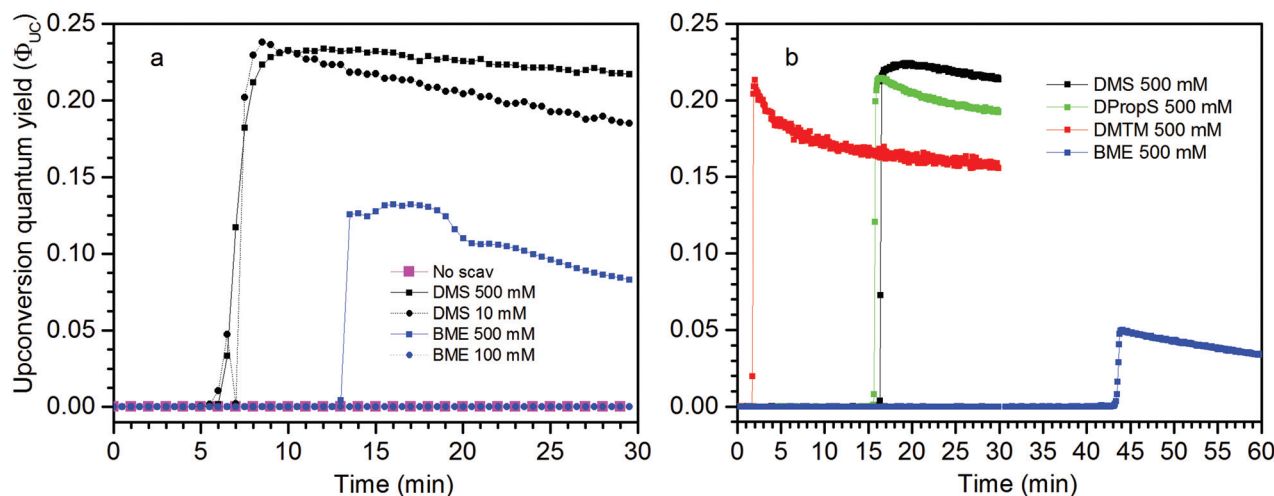 Upconversion quantum yield (Φ_UC)
0.25
0.20
0.15
0.10
0.05
0.00
a
No scav
DMS 500 mM
DMS 10 mM
BME 500 mM
BME 100 mM
0 5 10 15 20 25 30
Time (min)
0.25
0.20
0.15
0.10
0.05
0.00
b
DMS 500 mM
DPropS 500 mM
DMTM 500 mM
BME 500 mM
0 5 10 15 20 25 30 35 40 45 50 55 60
Time (min)